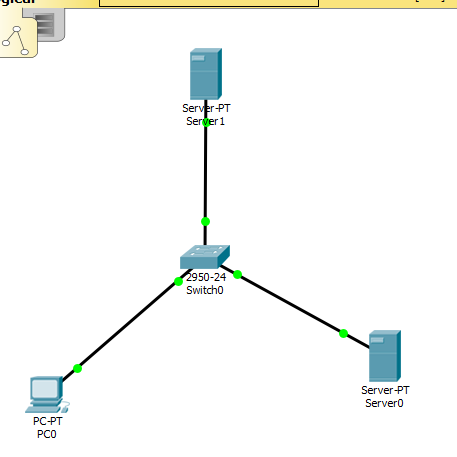 Server-PT
Server1
2950-24
Switch0
Server-PT
Server0
PC-PT
PC0